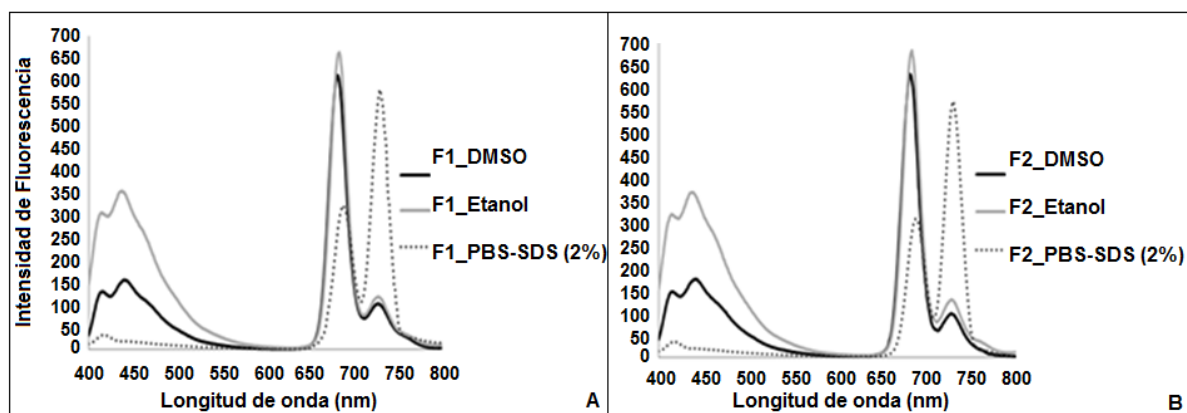 Intensidad de Fluorescencia
700
650
600
550
500
450
400
350
300
250
200
150
100
50
0
400 450 500 550 600 650 700 750 800
Longitud de onda (nm)
F1_DMSO
F1_Etanol
F1_PBS-SDS (2%)
A
700
650
600
550
500
450
400
350
300
250
200
150
100
50
0
400 450 500 550 600 650 700 750 800
Longitud de onda (nm)
F2_DMSO
F2_Etanol
F2_PBS-SDS (2%)
B